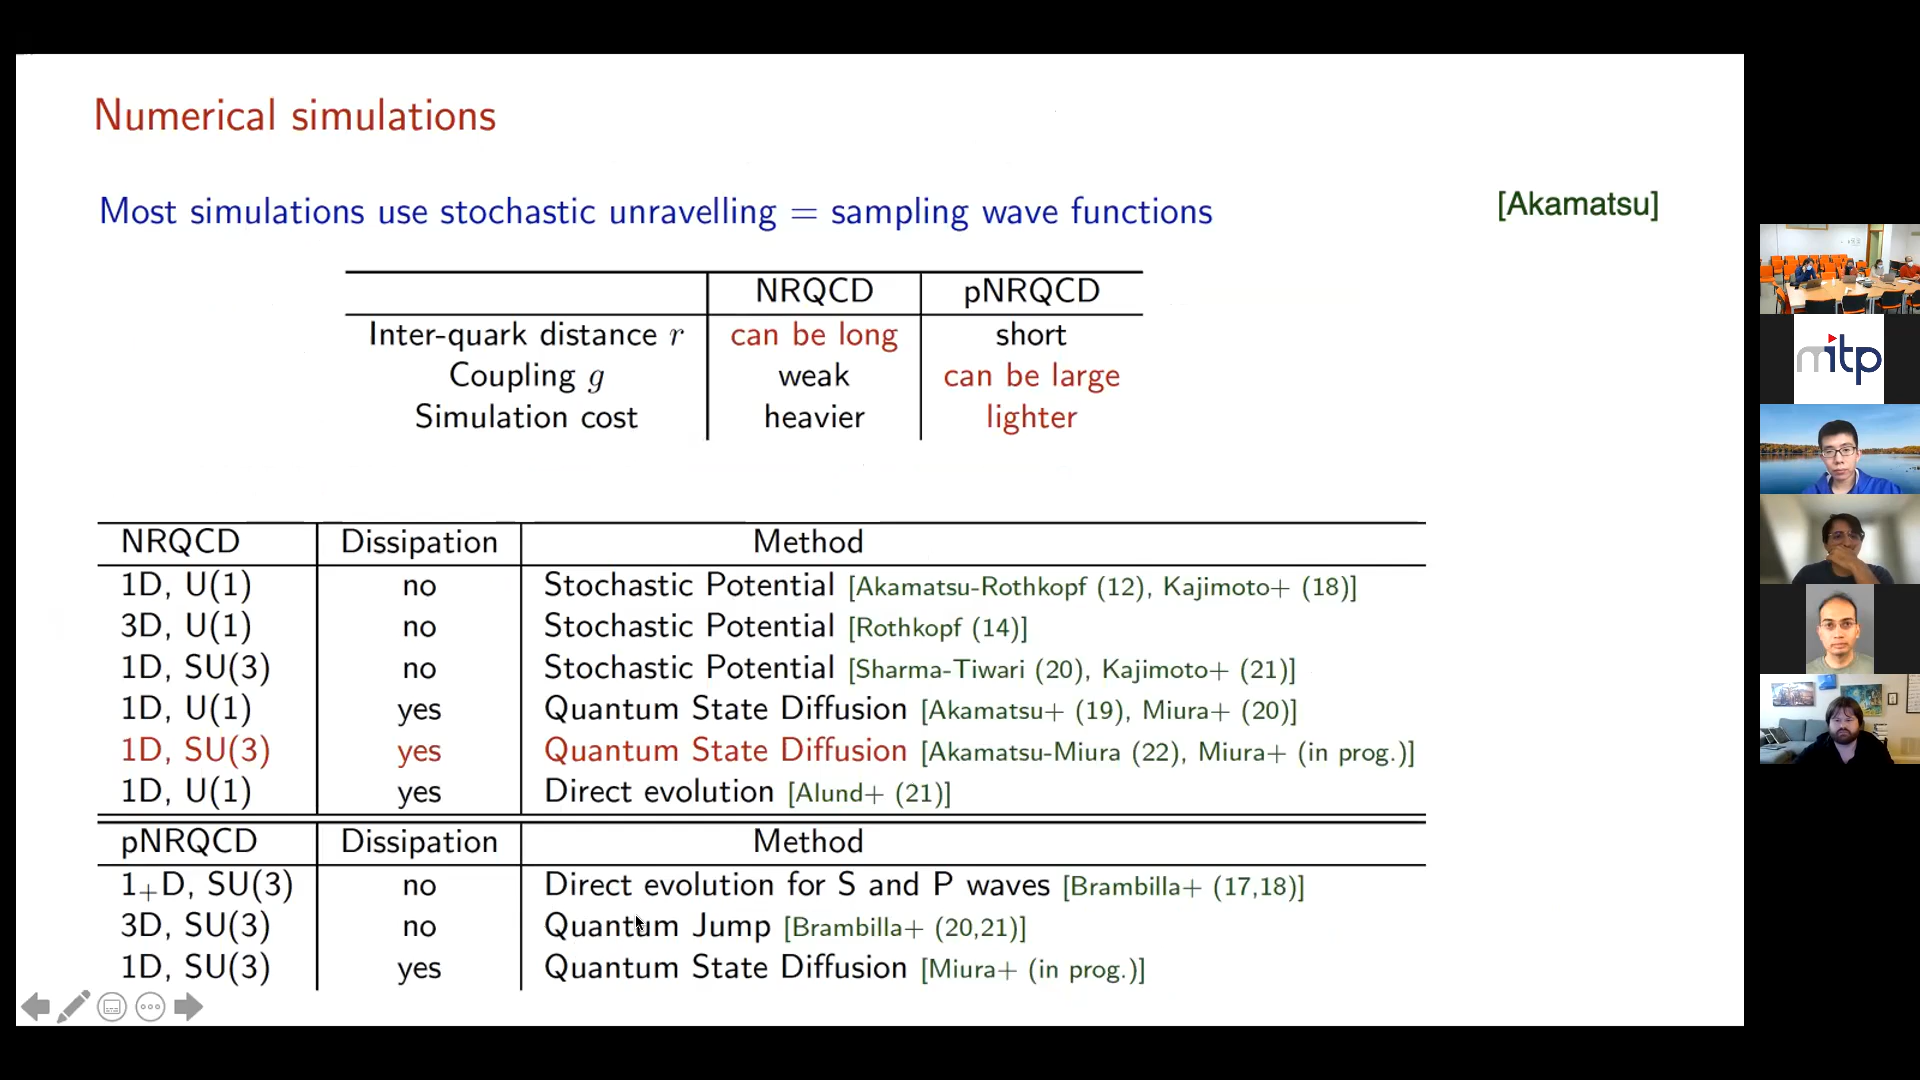 Numerical simulations
Most simulations use stochastic unravelling = sampling wave functions
[Akamatsu]
NRQCD pNRQCD
Inter-quark distance r can be long short
Coupling g weak can be large
Simulation cost heavier lighter
NRQCD Dissipation Method
1D, U(1) no Stochastic Potential [Akamatsu-Rothkopf (12), Kajimoto+ (18)]
3D, U(1) no Stochastic Potential [Rothkopf (14)]
1D, SU(3) no Stochastic Potential [Sharma-Tiwari (20), Kajimoto+ (21)]
1D, U(1) yes Quantum State Diffusion [Akamatsu+ (19), Miura+ (20)]
1D, SU(3) yes Quantum State Diffusion [Akamatsu-Miura (22), Miura+ (in prog.)]
1D, U(1) yes Direct evolution [Alund+ (21)]
pNRQCD Dissipation Method
1₊D, SU(3) no Direct evolution for S and P waves [Brambilla+ (17,18)]
3D, SU(3) no Quantum Jump [Brambilla+ (20,21)]
1D, SU(3) yes Quantum State Diffusion [Miura+ (in prog.)]
mitp